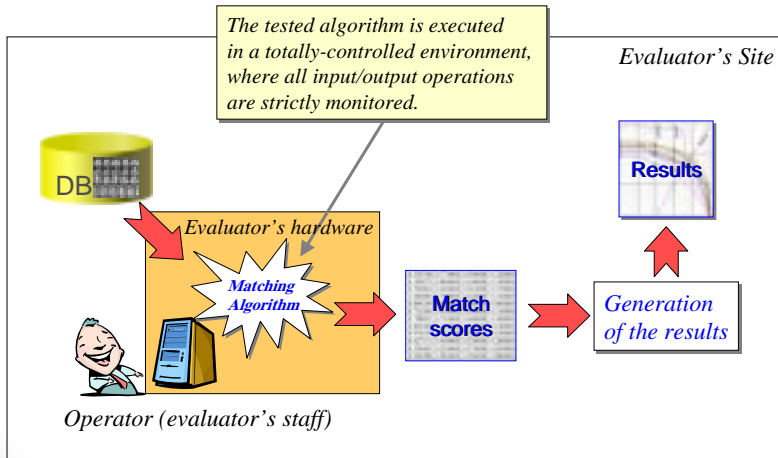 The tested algorithm is executed
in a totally-controlled environment,
where all input/output operations
are strictly monitored.
Evaluator's Site
DB
Results
Evaluator's hardware
Matching
Algorithm
Match
scores
Generation
of the results
Operator (evaluator's staff)